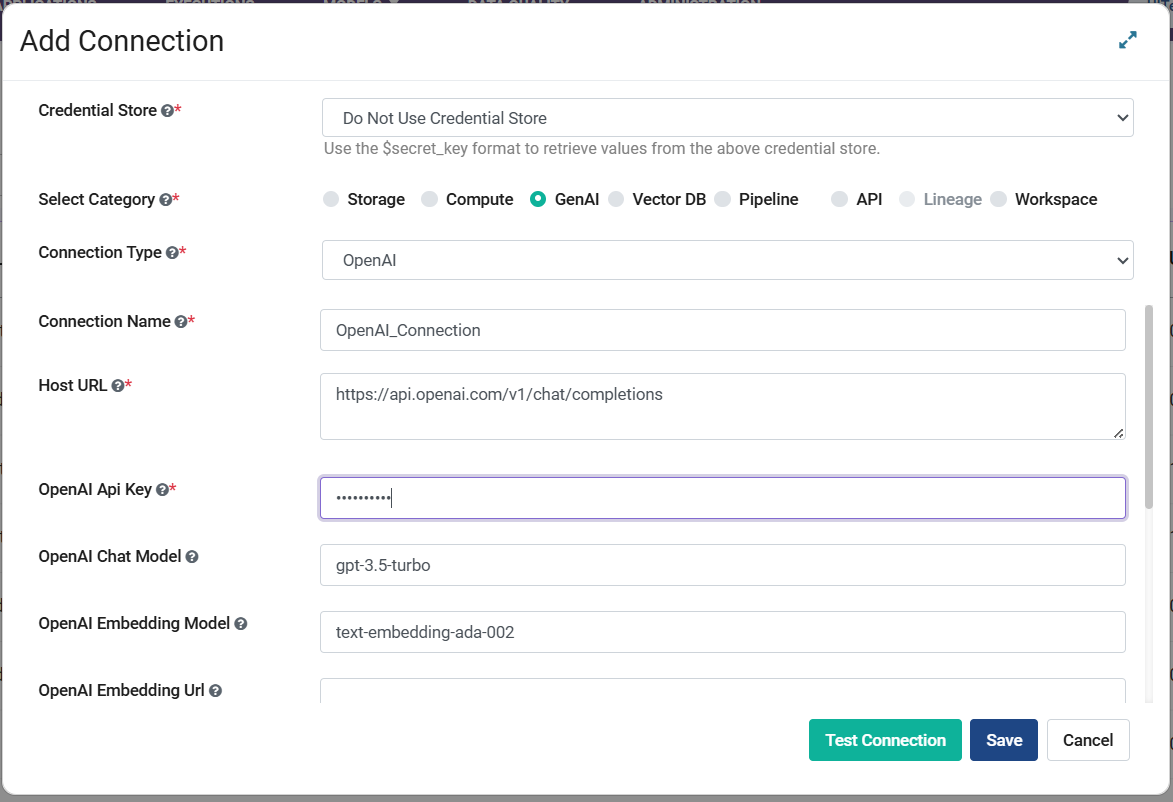 Add Connection
Credential Store ?*
Do Not Use Credential Store
Use the $secret_key format to retrieve values from the above credential store.
Select Category ?*
Storage Compute GenAI Vector DB Pipeline API Lineage Workspace
Connection Type ?*
OpenAI
Connection Name ?*
OpenAI_Connection
Host URL ?*
https://api.openai.com/v1/chat/completions
OpenAI Api Key ?*
••••••••••
OpenAI Chat Model ?
gpt-3.5-turbo
OpenAI Embedding Model ?
text-embedding-ada-002
OpenAI Embedding Url ?
Test Connection Save Cancel